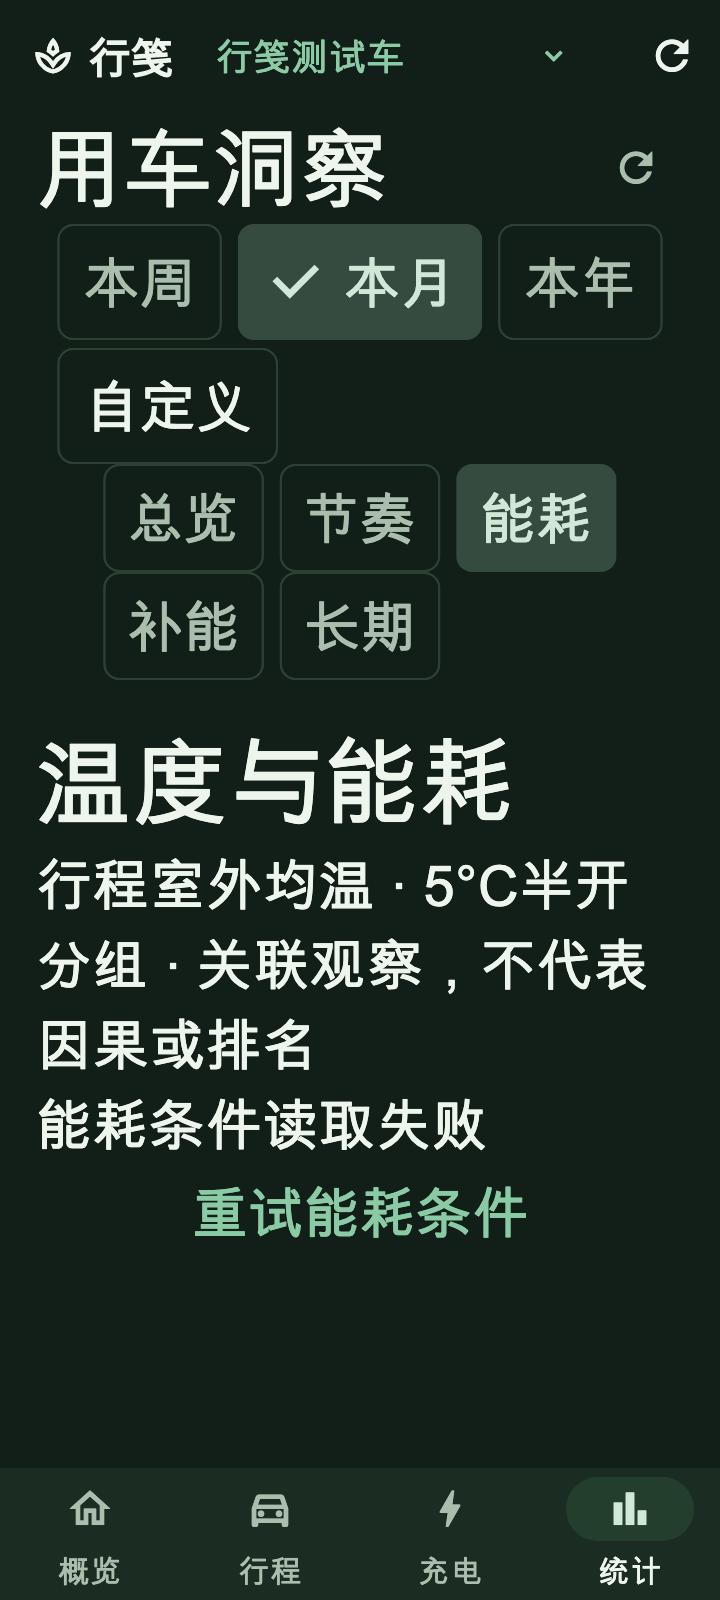 行笺 行笺测试车
用车洞察
本周 本月 本年
自定义
总览 节奏 能耗
补能 长期
温度与能耗
行程室外均温 · 5°C半开
分组 · 关联观察，不代表
因果或排名
能耗条件读取失败
重试能耗条件
概览 行程 充电 统计